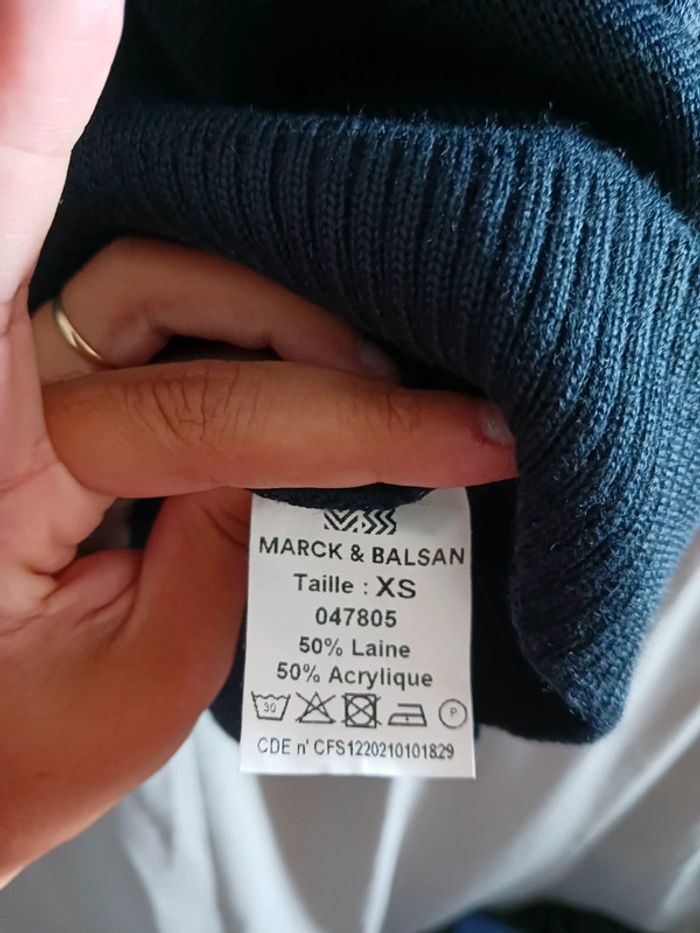 MARCK & BALSAN
Taille : XS
047805
50% Laine
50% Acrylique
30 P
CDE n° CFS1220210101829